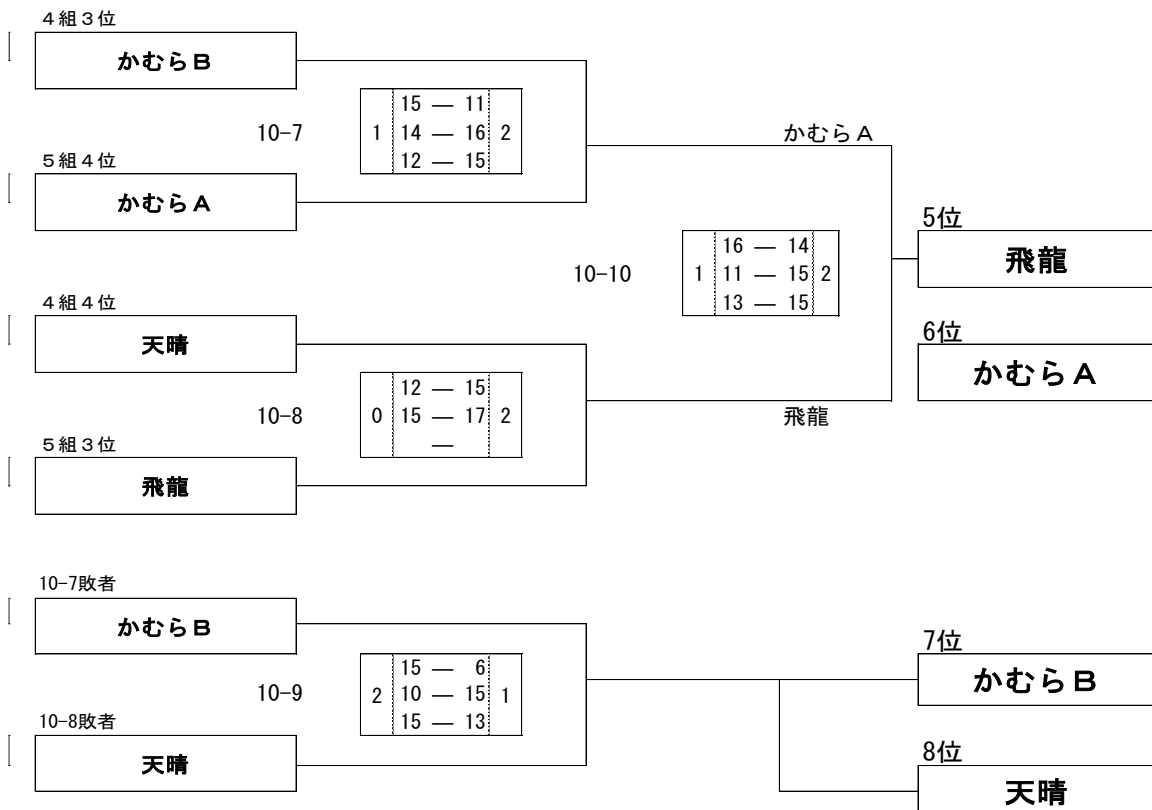 ４組３位
かむらＢ
10-7
1 15 — 11 2
14 — 16
12 — 15
かむらＡ
５組４位
かむらＡ
5位
飛龍
10-10
1 16 — 14 2
11 — 15
13 — 15
４組４位
天晴
6位
かむらＡ
10-8
0 12 — 15 2
15 — 17
—
飛龍
５組３位
飛龍
10-7敗者
かむらＢ
7位
かむらＢ
10-9
2 15 — 6 1
10 — 15
15 — 13
10-8敗者
天晴
8位
天晴